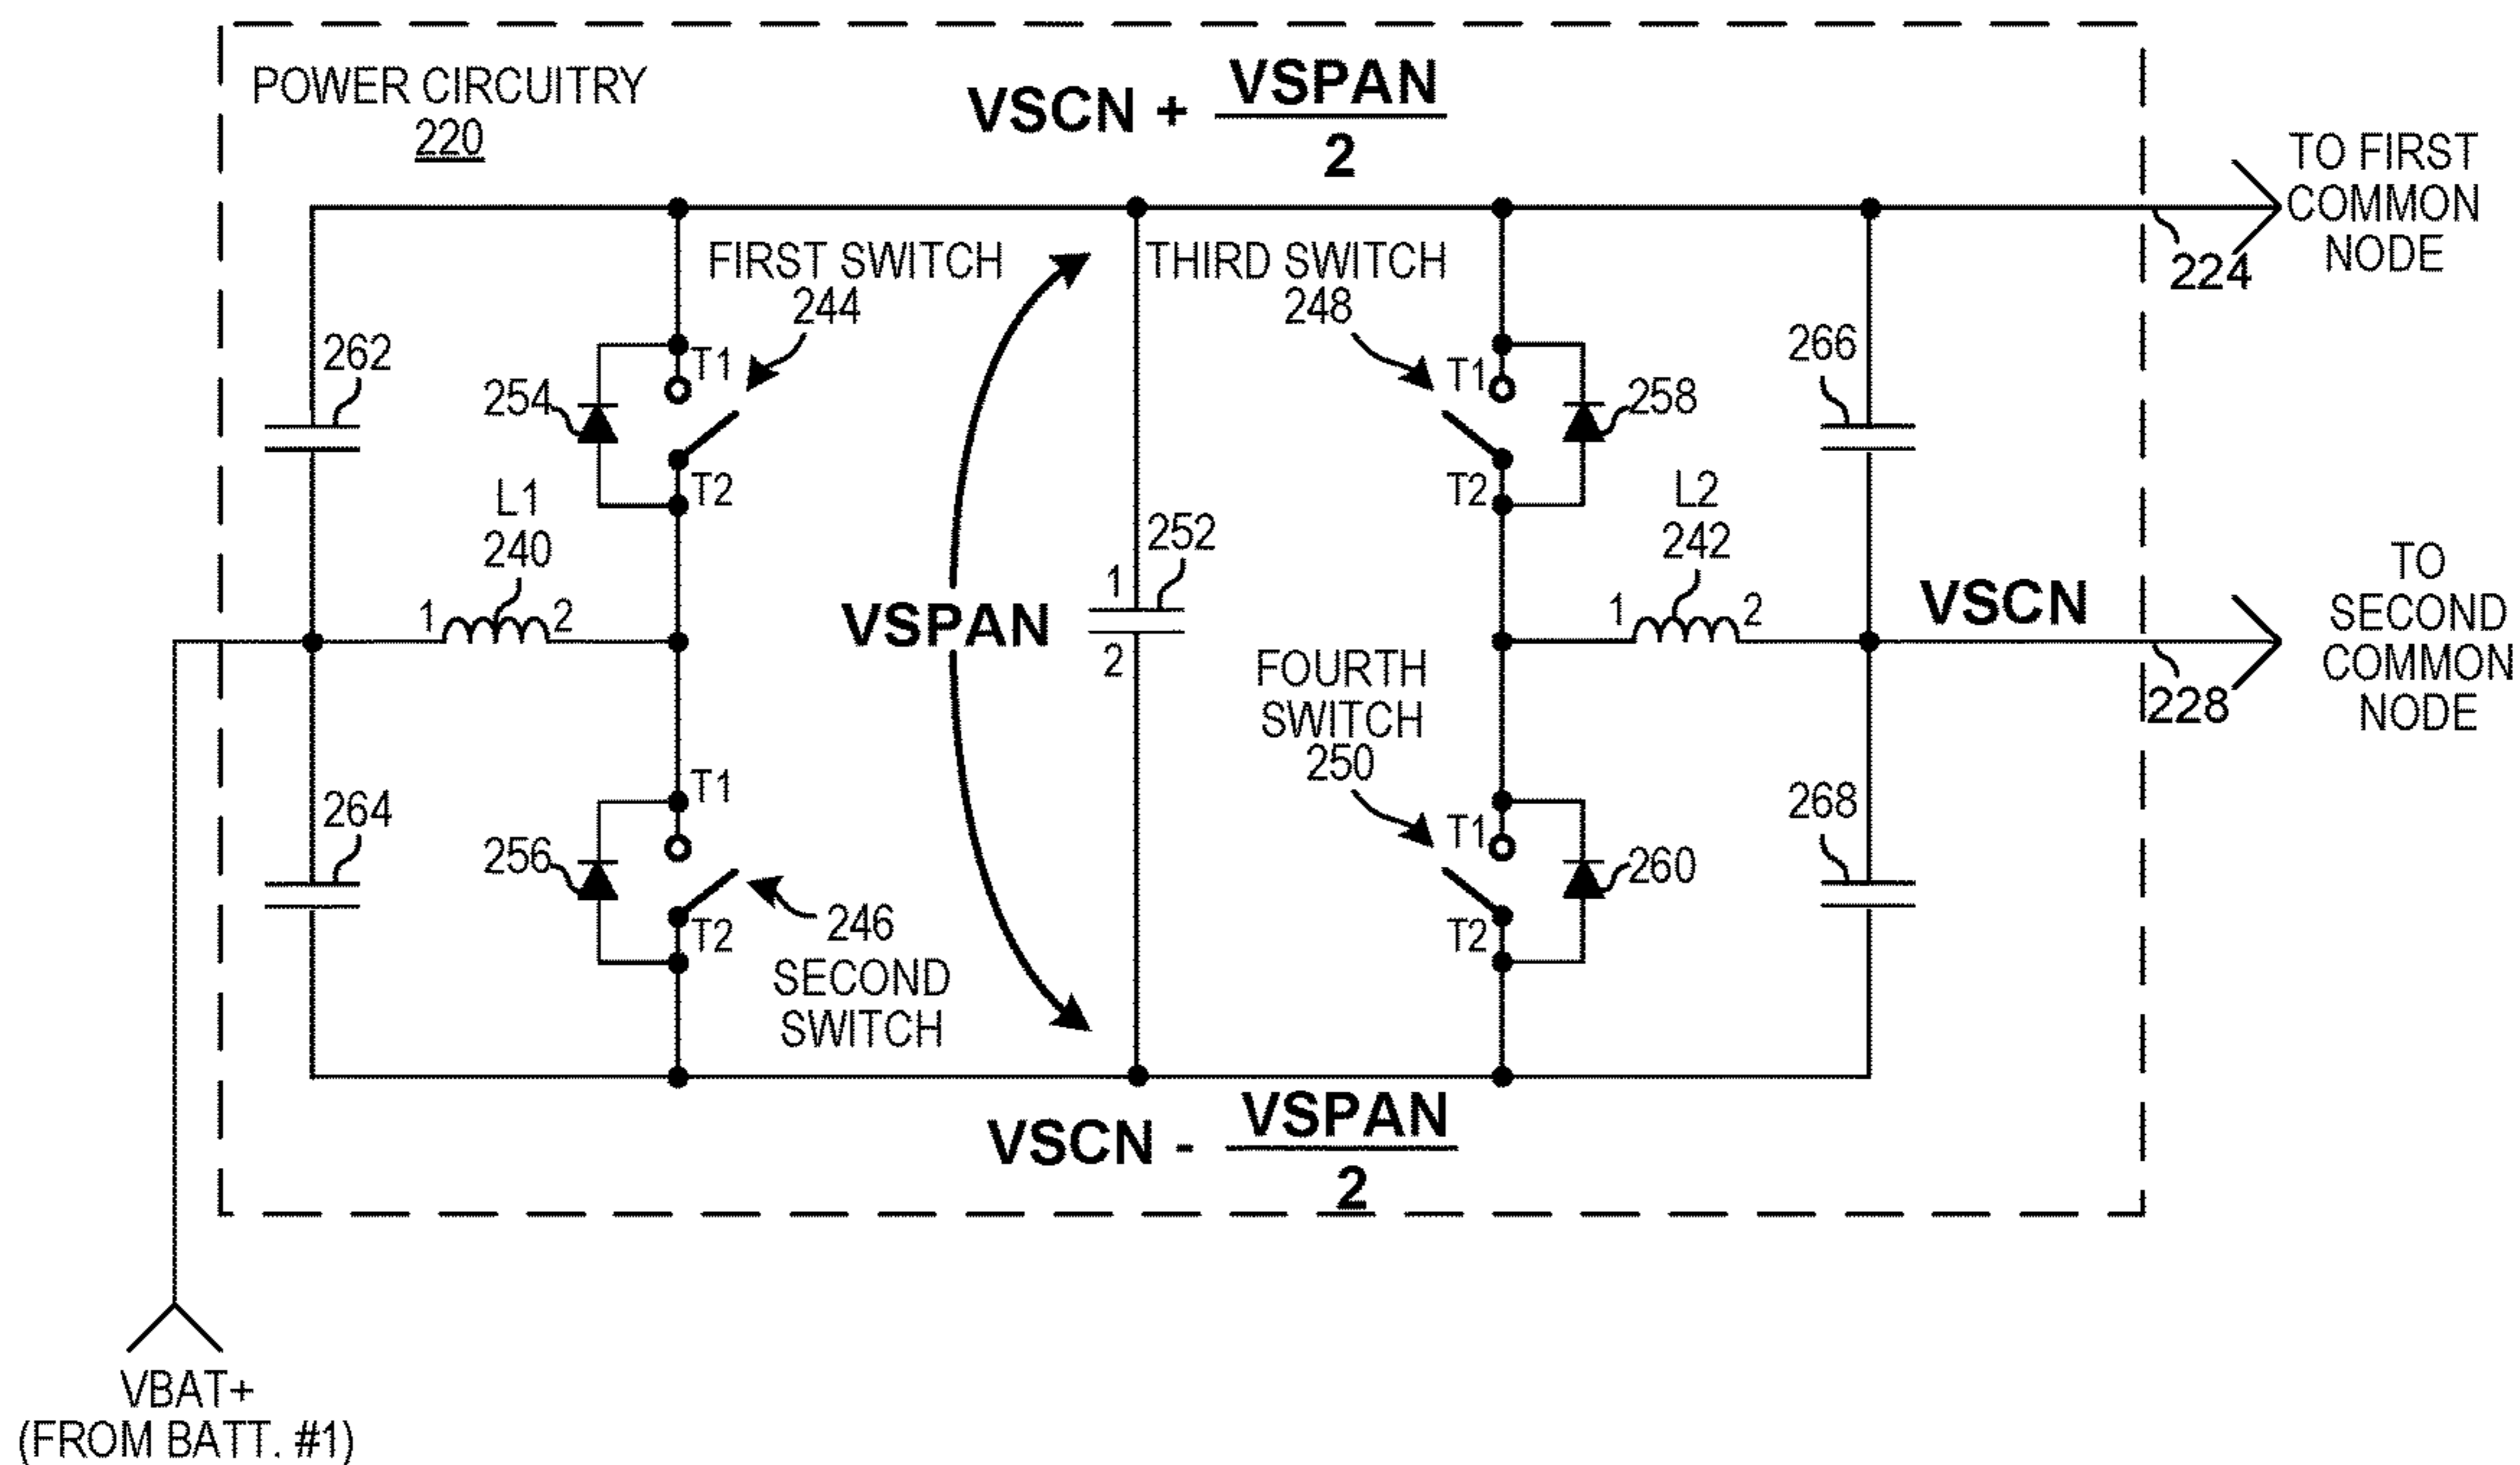 POWER CIRCUITRY
220
VSCN + VSPAN
2
TO FIRST
COMMON
NODE
224
FIRST SWITCH
244
THIRD SWITCH
248
262
254
T1
T2
T1
T2
258
266
L1
240
1
2
252
1
2
VSPAN
L2
242
1
2
VSCN
TO
SECOND
COMMON
NODE
228
FOURTH
SWITCH
250
264
256
T1
T2
246
SECOND
SWITCH
T1
T2
260
268
VSCN - VSPAN
2
VBAT+
(FROM BATT. #1)